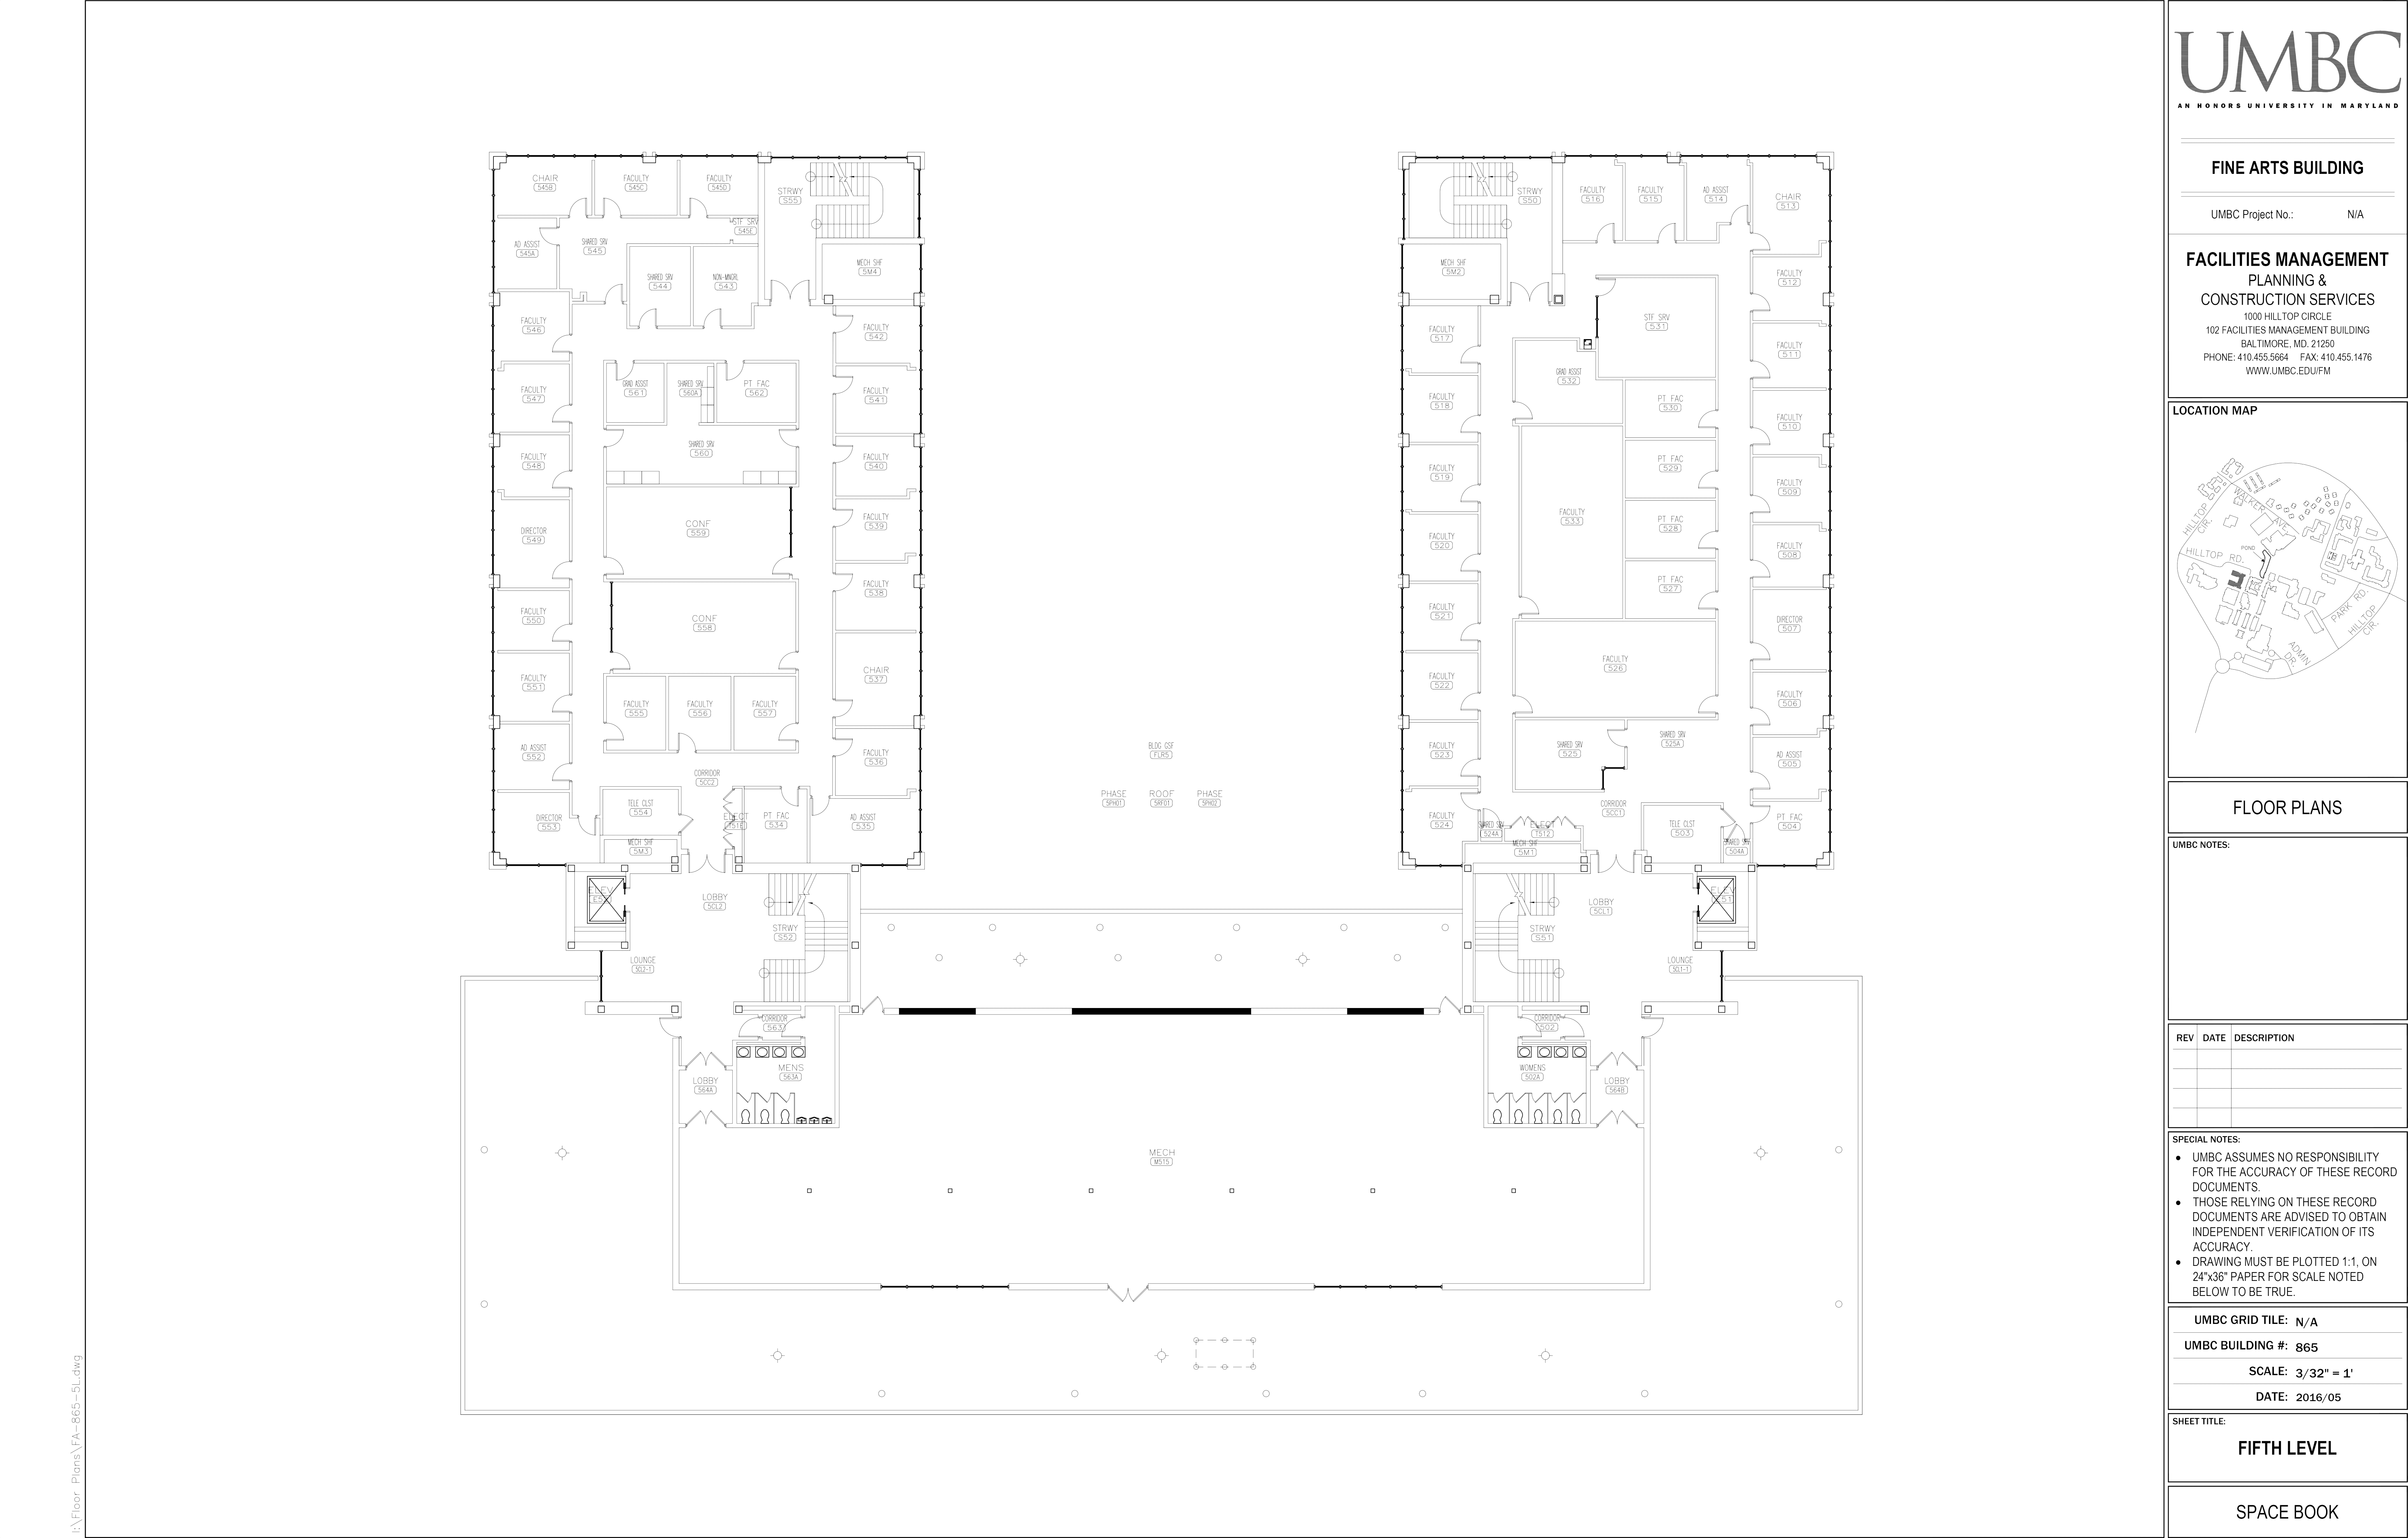 CHAIR
545B
FACULTY
545C
FACULTY
545D
STRWY
S55
STF SRV
545E
AD ASSIST
545A
SHARED SRV
545
SHARED SRV
544
NON-MNGRL
543
MECH SHF
5M4
FACULTY
546
FACULTY
542
FACULTY
547
GRAD ASSIST
561
SHARED SRV
560A
PT FAC
562
FACULTY
541
FACULTY
548
SHARED SRV
560
FACULTY
540
DIRECTOR
549
CONF
559
FACULTY
539
FACULTY
550
CONF
558
FACULTY
538
FACULTY
551
FACULTY
555
FACULTY
556
FACULTY
557
CHAIR
537
AD ASSIST
552
CORRIDOR
5CC2
FACULTY
536
DIRECTOR
553
TELE CLST
554
ELECT
PT FAC
534
AD ASSIST
535
MECH SHF
5M3
ELEV
LOBBY
5CL2
STRWY
S52
LOUNGE
50L2-1
CORRIDOR
563
MENS
563A
LOBBY
564A
BLDG GSF
FLR5
PHASE
5PH01
ROOF
5RF01
PHASE
5PH02
STRWY
S50
FACULTY
516
FACULTY
515
AD ASSIST
514
CHAIR
513
MECH SHF
5M2
FACULTY
512
FACULTY
517
STF SRV
531
FACULTY
511
FACULTY
518
GRAD ASSIST
532
PT FAC
530
FACULTY
510
FACULTY
519
PT FAC
529
FACULTY
509
FACULTY
520
FACULTY
533
PT FAC
528
FACULTY
508
FACULTY
521
PT FAC
527
DIRECTOR
507
FACULTY
522
FACULTY
526
FACULTY
506
FACULTY
523
SHARED SRV
525
SHARED SRV
525A
AD ASSIST
505
FACULTY
524
SHARED SRV
524A
ELECT
T512
CORRIDOR
5CC1
TELE CLST
503
PT FAC
504
MECH SHF
5M1
SHARED SRV
504A
LOBBY
5CL1
ELEV
STRWY
S51
LOUNGE
50L1-1
CORRIDOR
502
WOMENS
502A
LOBBY
564B
MECH
M5T5
I:\Floor Plans\FA-865-5L.dwg
UMBC
AN HONORS UNIVERSITY IN MARYLAND
FINE ARTS BUILDING
UMBC Project No.: N/A
FACILITIES MANAGEMENT
PLANNING &
CONSTRUCTION SERVICES
1000 HILLTOP CIRCLE
102 FACILITIES MANAGEMENT BUILDING
BALTIMORE, MD. 21250
PHONE: 410.455.5664 FAX: 410.455.1476
WWW.UMBC.EDU/FM
LOCATION MAP
WALKER AVE.
HILLTOP
CIR.
HILLTOP RD.
POND
PARK RD.
HILLTOP
CIR.
ADMIN
DR.
FLOOR PLANS
UMBC NOTES:
REV DATE DESCRIPTION
SPECIAL NOTES:
● UMBC ASSUMES NO RESPONSIBILITY
FOR THE ACCURACY OF THESE RECORD
DOCUMENTS.
● THOSE RELYING ON THESE RECORD
DOCUMENTS ARE ADVISED TO OBTAIN
INDEPENDENT VERIFICATION OF ITS
ACCURACY.
● DRAWING MUST BE PLOTTED 1:1, ON
24"x36" PAPER FOR SCALE NOTED
BELOW TO BE TRUE.
UMBC GRID TILE: N/A
UMBC BUILDING #: 865
SCALE: 3/32" = 1'
DATE: 2016/05
SHEET TITLE:
FIFTH LEVEL
SPACE BOOK